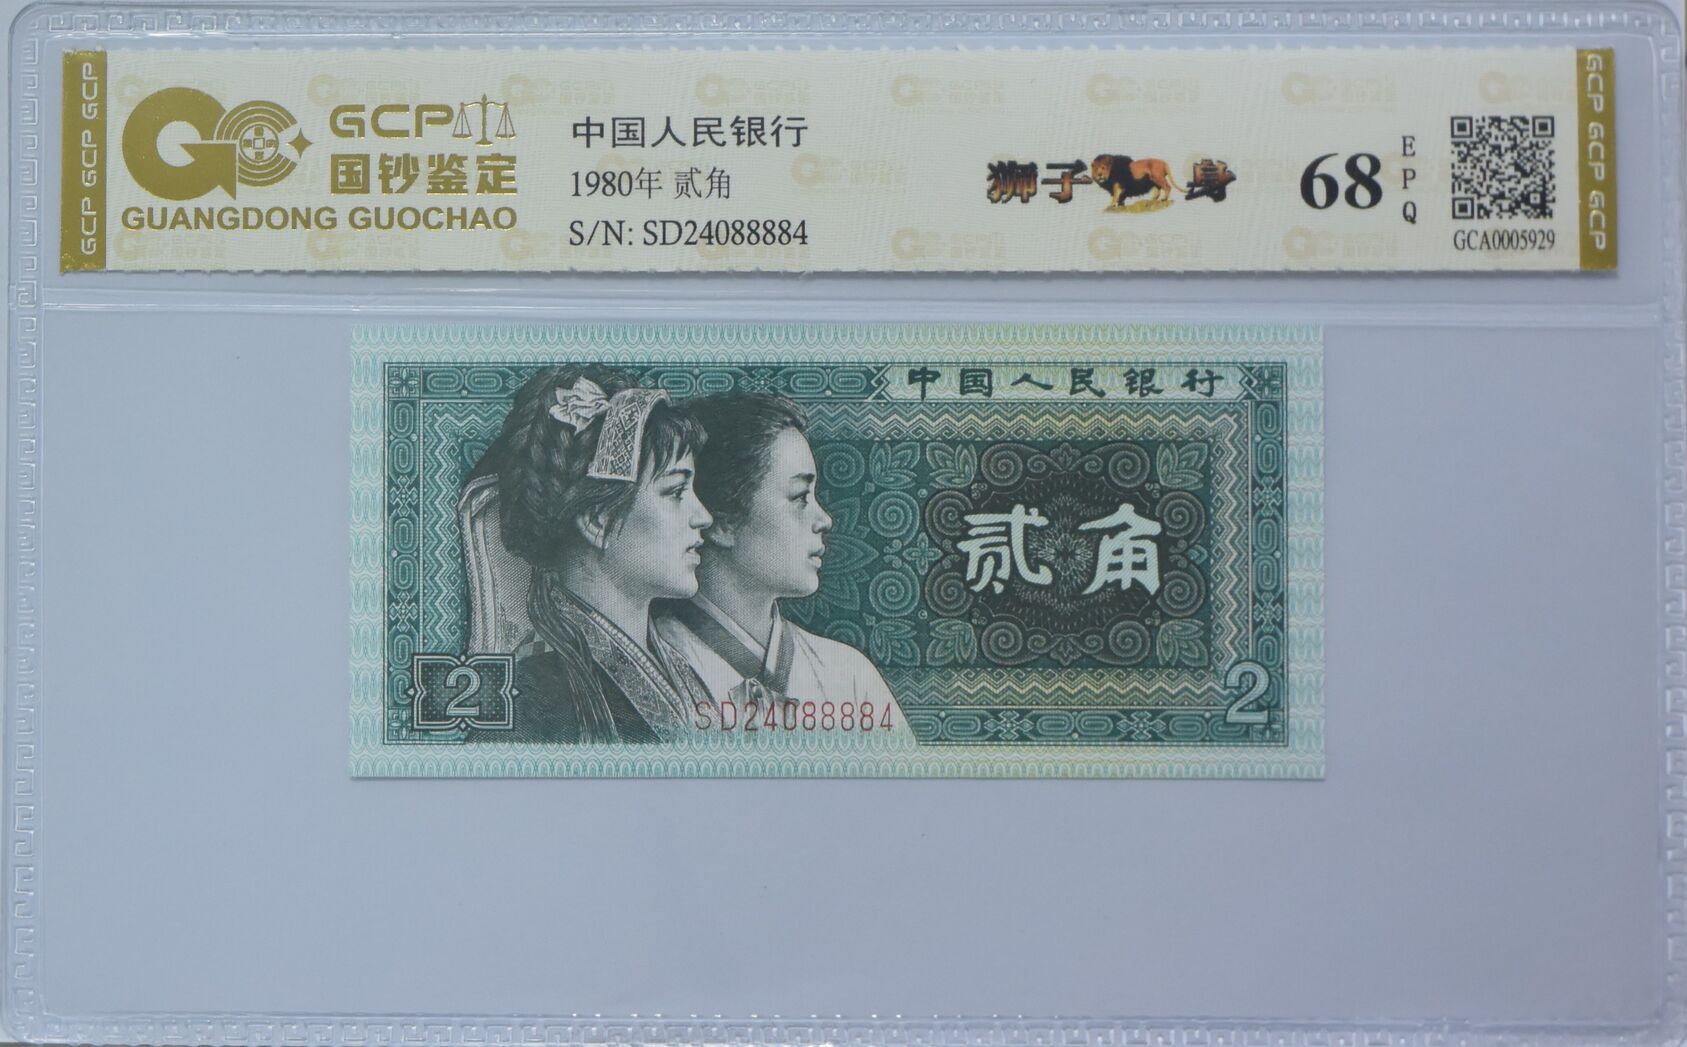 GCP GCP GCP
GCP
国钞鉴定
GUANGDONG GUOCHAO
中国人民银行
1980年 贰角
S/N: SD24088884
狮子 身
68
EPQ
GCA0005929
GCP GCP GCP
中国人民银行
贰角
2
2
SD24088884